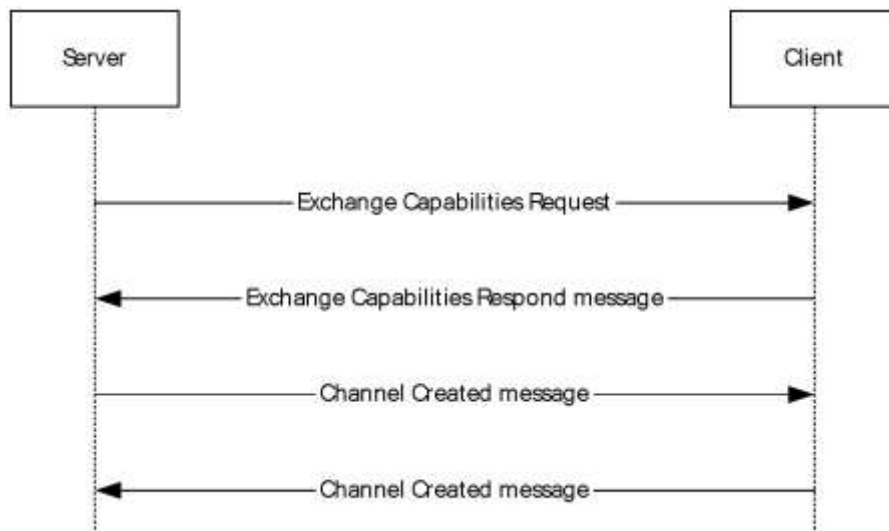 Server
Client
Exchange Capabilities Request
Exchange Capabilities Respond message
Channel Created message
Channel Created message